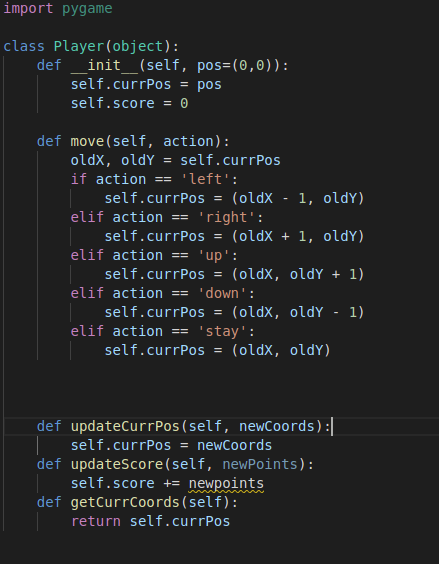 import pygame
class Player(object):
    def __init__(self, pos=(0,0)):
        self.currPos = pos
        self.score = 0
    def move(self, action):
        oldX, oldY = self.currPos
        if action == 'left':
            self.currPos = (oldX - 1, oldY)
        elif action == 'right':
            self.currPos = (oldX + 1, oldY)
        elif action == 'up':
            self.currPos = (oldX, oldY + 1)
        elif action == 'down':
            self.currPos = (oldX, oldY - 1)
        elif action == 'stay':
            self.currPos = (oldX, oldY)
    def updateCurrPos(self, newCoords):
        self.currPos = newCoords
    def updateScore(self, newPoints):
        self.score += newpoints
    def getCurrCoords(self):
        return self.currPos